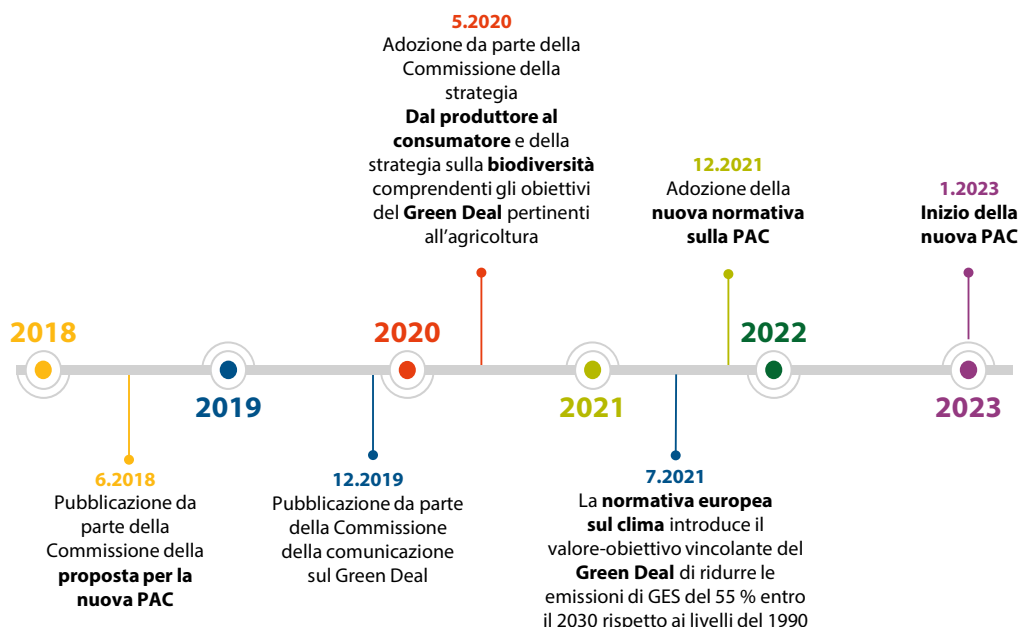 5.2020
Adozione da parte della
Commissione della
strategia
Dal produttore al
consumatore e della
strategia sulla biodiversità
comprendenti gli obiettivi
del Green Deal pertinenti
all'agricoltura
12.2021
Adozione della
nuova normativa
sulla PAC
1.2023
Inizio della
nuova PAC
2018
2019
2020
2021
2022
2023
6.2018
Pubblicazione da
parte della
Commissione della
proposta per la
nuova PAC
12.2019
Pubblicazione da parte
della Commissione
della comunicazione
sul Green Deal
7.2021
La normativa europea
sul clima introduce il
valore-obiettivo vincolante del
Green Deal di ridurre le
emissioni di GES del 55 % entro
il 2030 rispetto ai livelli del 1990